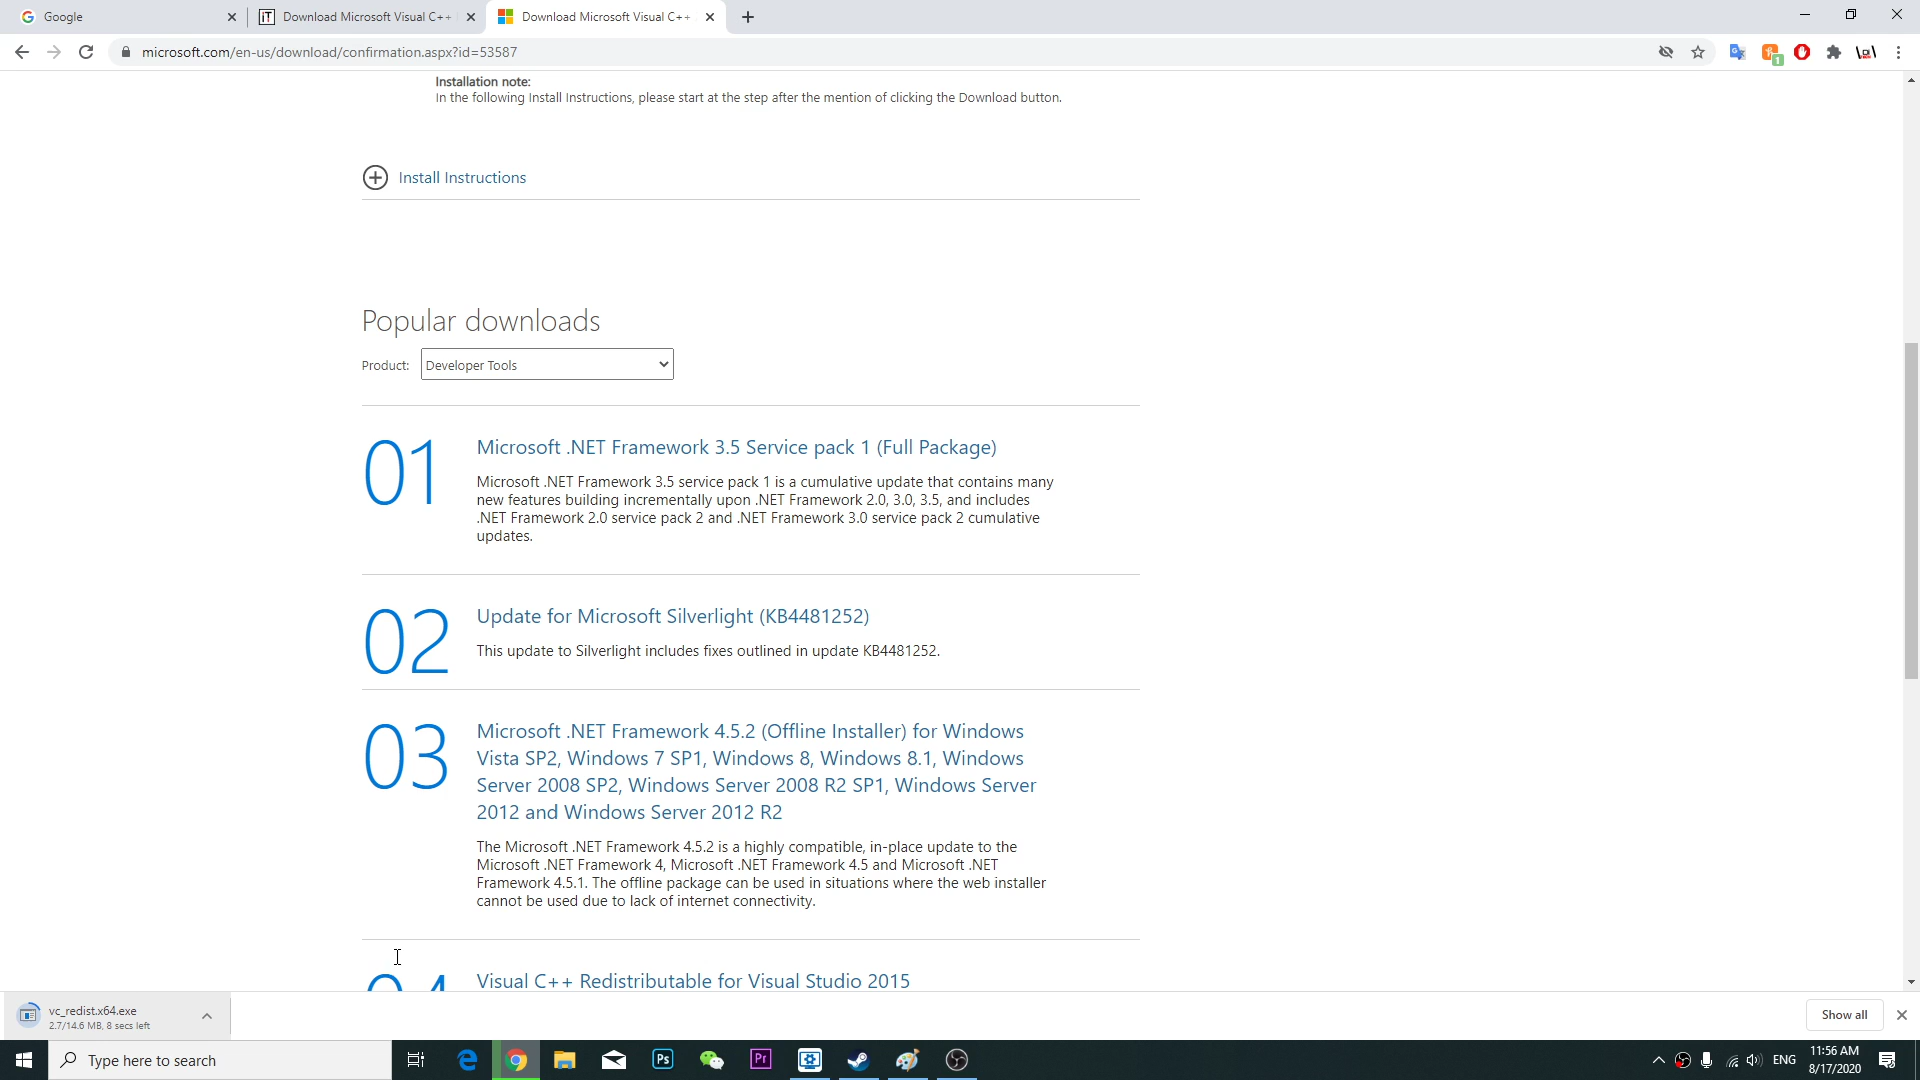 Google
Download Microsoft Visual C++
Download Microsoft Visual C++
microsoft.com/en-us/download/confirmation.aspx?id=53587
1
Installation note:
In the following Install Instructions, please start at the step after the mention of clicking the Download button.
Install Instructions
Popular downloads
Product:
Developer Tools
01
Microsoft .NET Framework 3.5 Service pack 1 (Full Package)
Microsoft .NET Framework 3.5 service pack 1 is a cumulative update that contains many
new features building incrementally upon .NET Framework 2.0, 3.0, 3.5, and includes
.NET Framework 2.0 service pack 2 and .NET Framework 3.0 service pack 2 cumulative
updates.
02
Update for Microsoft Silverlight (KB4481252)
This update to Silverlight includes fixes outlined in update KB4481252.
03
Microsoft .NET Framework 4.5.2 (Offline Installer) for Windows
Vista SP2, Windows 7 SP1, Windows 8, Windows 8.1, Windows
Server 2008 SP2, Windows Server 2008 R2 SP1, Windows Server
2012 and Windows Server 2012 R2
The Microsoft .NET Framework 4.5.2 is a highly compatible, in-place update to the
Microsoft .NET Framework 4, Microsoft .NET Framework 4.5 and Microsoft .NET
Framework 4.5.1. The offline package can be used in situations where the web installer
cannot be used due to lack of internet connectivity.
04
Visual C++ Redistributable for Visual Studio 2015
vc_redist.x64.exe
2.7/14.6 MB, 8 secs left
Show all
Type here to search
Ps
Pr
ENG
11:56 AM
8/17/2020